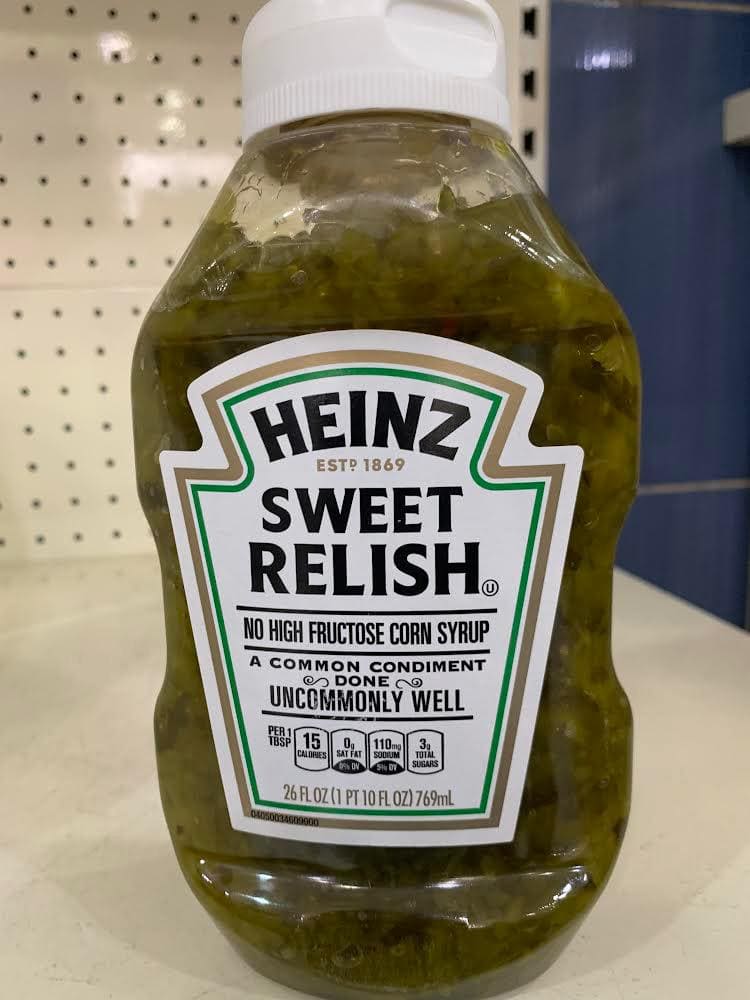 HEINZ
ESTD 1869
SWEET
RELISH
U
NO HIGH FRUCTOSE CORN SYRUP
A COMMON CONDIMENT
DONE
UNCOMMONLY WELL
PER 1
TBSP
15
CALORIES
0g
SAT FAT
0% DV
110mg
SODIUM
5% DV
3g
TOTAL
SUGARS
26 FL OZ (1 PT 10 FL OZ) 769mL